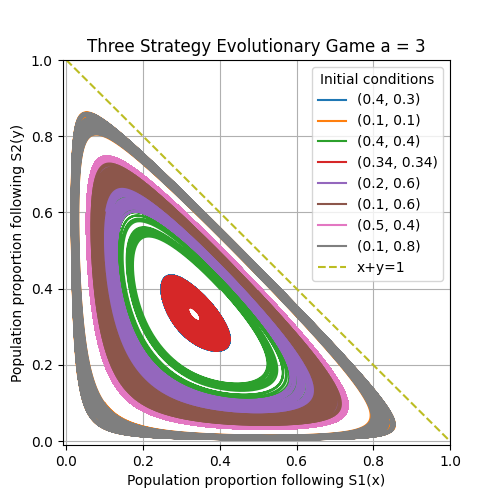 Three Strategy Evolutionary Game a = 3
Population proportion following S2(y)
1.0
0.8
0.6
0.4
0.2
0.0
Initial conditions
(0.4, 0.3)
(0.1, 0.1)
(0.4, 0.4)
(0.34, 0.34)
(0.2, 0.6)
(0.1, 0.6)
(0.5, 0.4)
(0.1, 0.8)
x+y=1
0.0 0.2 0.4 0.6 0.8 1.0
Population proportion following S1(x)